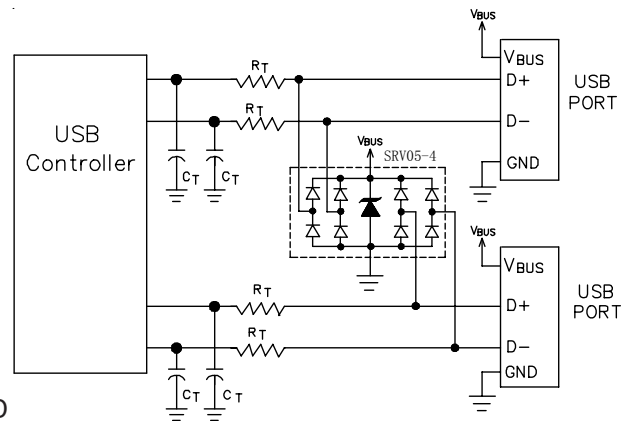 VBUS
VBUS
D+
D−
GND
USB
PORT
RT
RT
USB
Controller
CT
CT
VBUS
SRV05-4
VBUS
VBUS
D+
D−
GND
USB
PORT
RT
RT
CT
CT